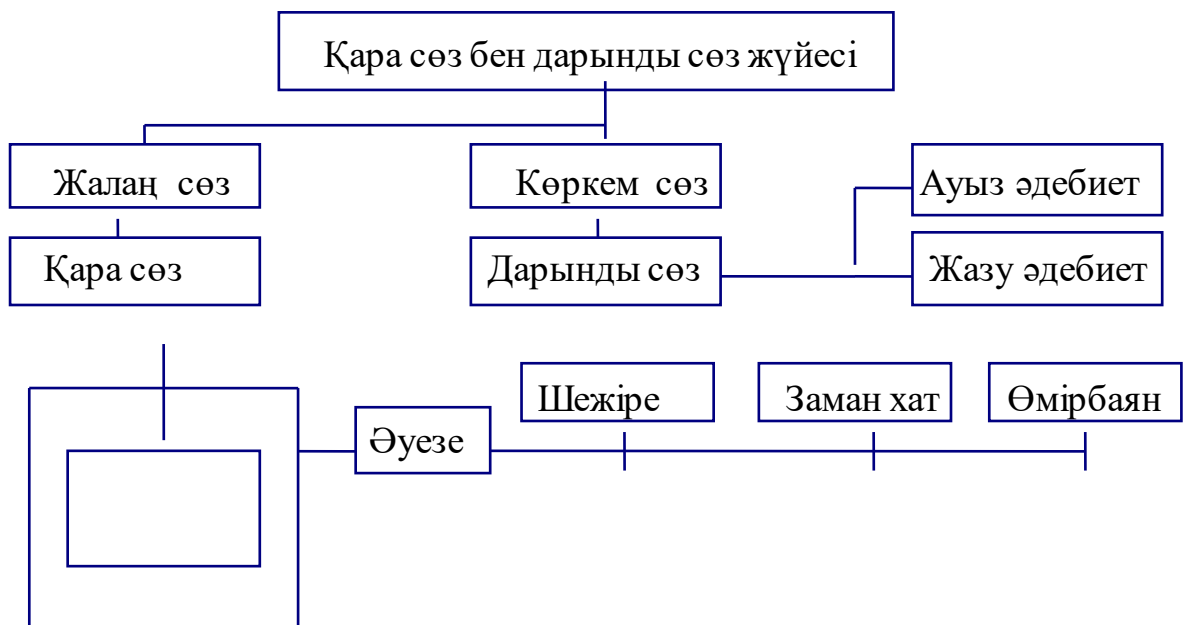 Қара сөз бен дарынды сөз жүйесі
Жалаң сөз
Көркем сөз
Ауыз әдебиет
Қара сөз
Дарынды сөз
Жазу әдебиет
Шежіре
Заман хат
Өмірбаян
Әуезе